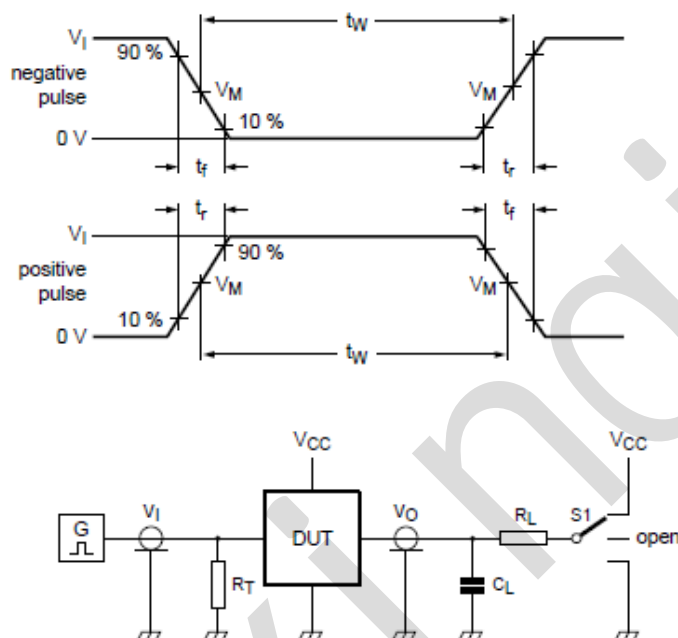 tW
VI
90 %
negative
pulse
VM
VM
10 %
0 V
tf
tr
tr
tf
VI
90 %
positive
pulse
VM
VM
10 %
0 V
tW
VCC
VCC
G
VI
DUT
VO
RL
S1
open
RT
CL